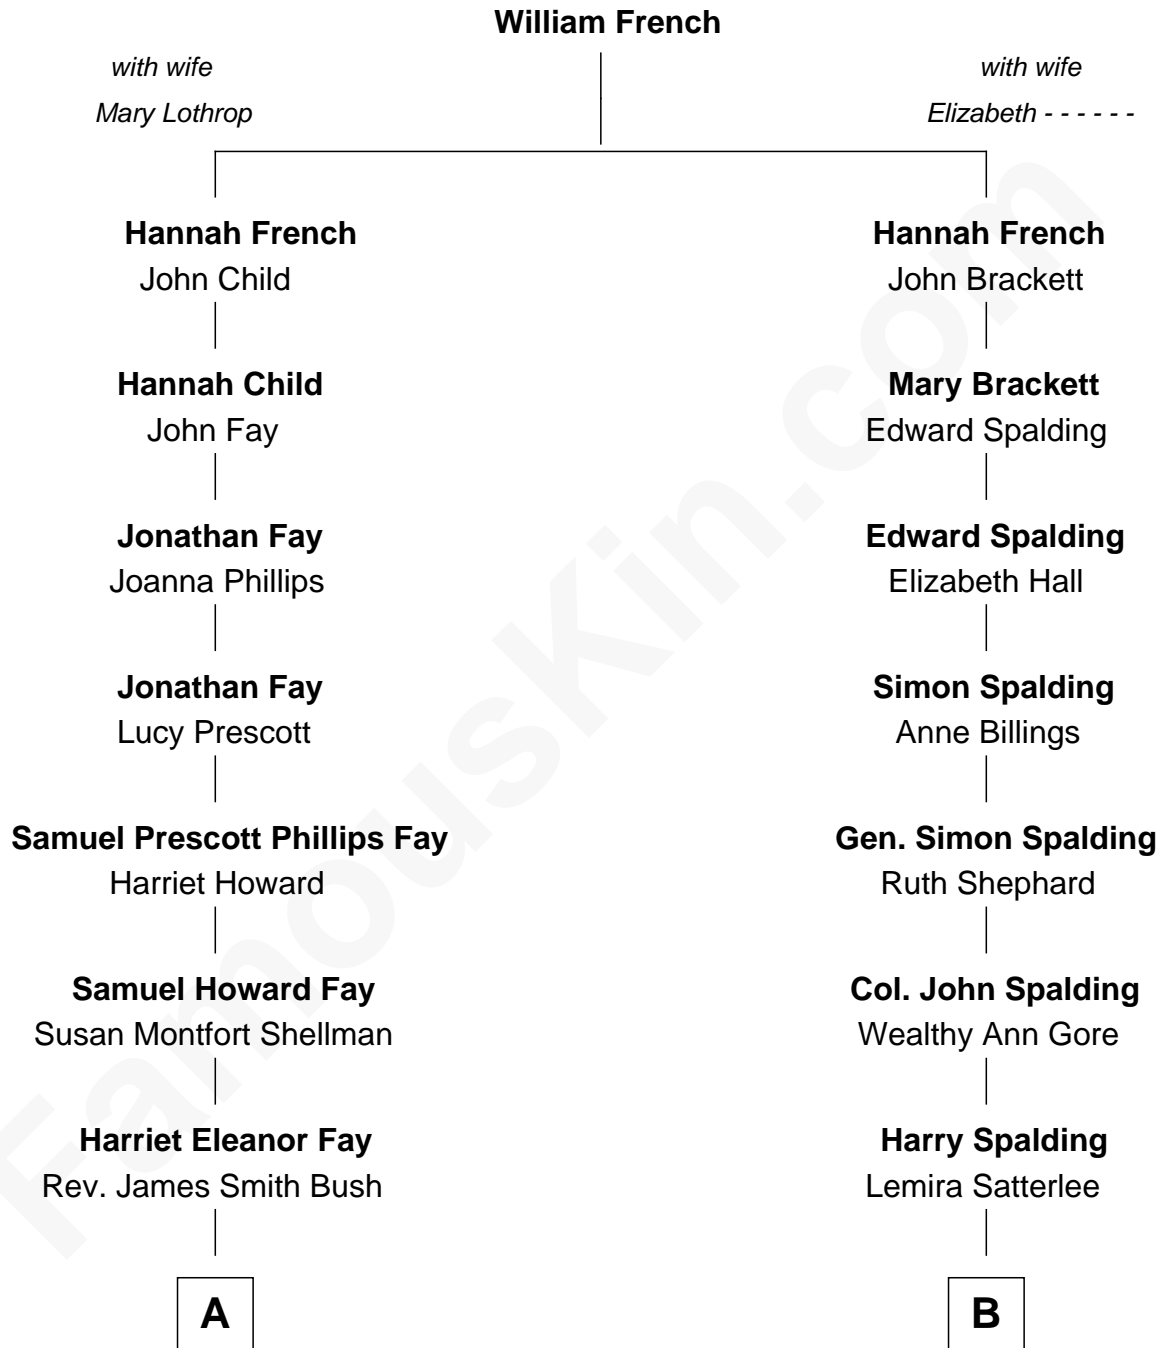 William French
with wife
Mary Lothrop
with wife
Elizabeth - - - - - -
Hannah French
John Child
Hannah French
John Brackett
Hannah Child
John Fay
Mary Brackett
Edward Spalding
Jonathan Fay
Joanna Phillips
Edward Spalding
Elizabeth Hall
Jonathan Fay
Lucy Prescott
Simon Spalding
Anne Billings
Samuel Prescott Phillips Fay
Harriet Howard
Gen. Simon Spalding
Ruth Shephard
Samuel Howard Fay
Susan Montfort Shellman
Col. John Spalding
Wealthy Ann Gore
Harriet Eleanor Fay
Rev. James Smith Bush
Harry Spalding
Lemira Satterlee
A
B
FamousKin.com